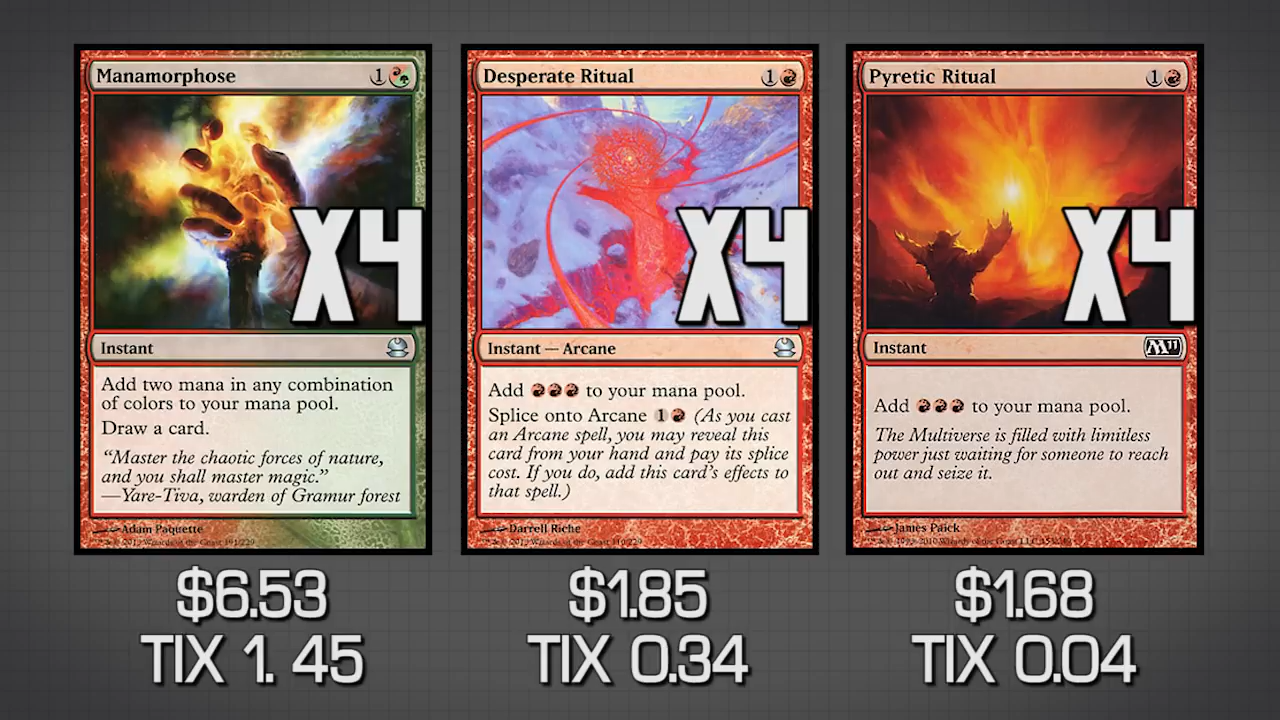 Manamorphose 1
X4
Instant
Add two mana in any combination
of colors to your mana pool.
Draw a card.
“Master the chaotic forces of nature,
and you shall master magic.”
—Yare-Tiva, warden of Gramur forest
Adam Paquette
$6.53
TIX 1. 45
Desperate Ritual 1
X4
Instant — Arcane
Add to your mana pool.
Splice onto Arcane 1 (As you cast
an Arcane spell, you may reveal this
card from your hand and pay its splice
cost. If you do, add this card’s effects to
that spell.)
Darrell Riche
$1.85
TIX 0.34
Pyretic Ritual 1
X4
Instant M11
Add to your mana pool.
The Multiverse is filled with limitless
power just waiting for someone to reach
out and seize it.
James Paick
$1.68
TIX 0.04